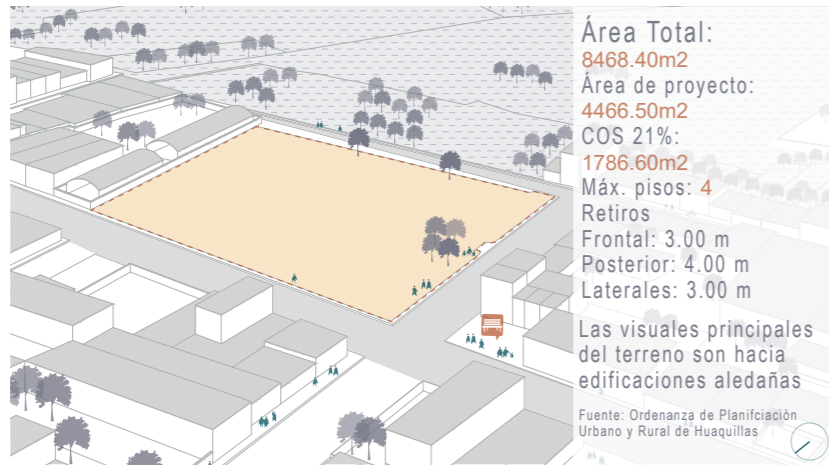 Área Total:
8468.40m2
Área de proyecto:
4466.50m2
COS 21%:
1786.60m2
Máx. pisos: 4
Retiros
Frontal: 3.00 m
Posterior: 4.00 m
Laterales: 3.00 m
Las visuales principales
del terreno son hacia
edificaciones aledañas
Fuente: Ordenanza de Planifciación
Urbano y Rural de Huaquillas